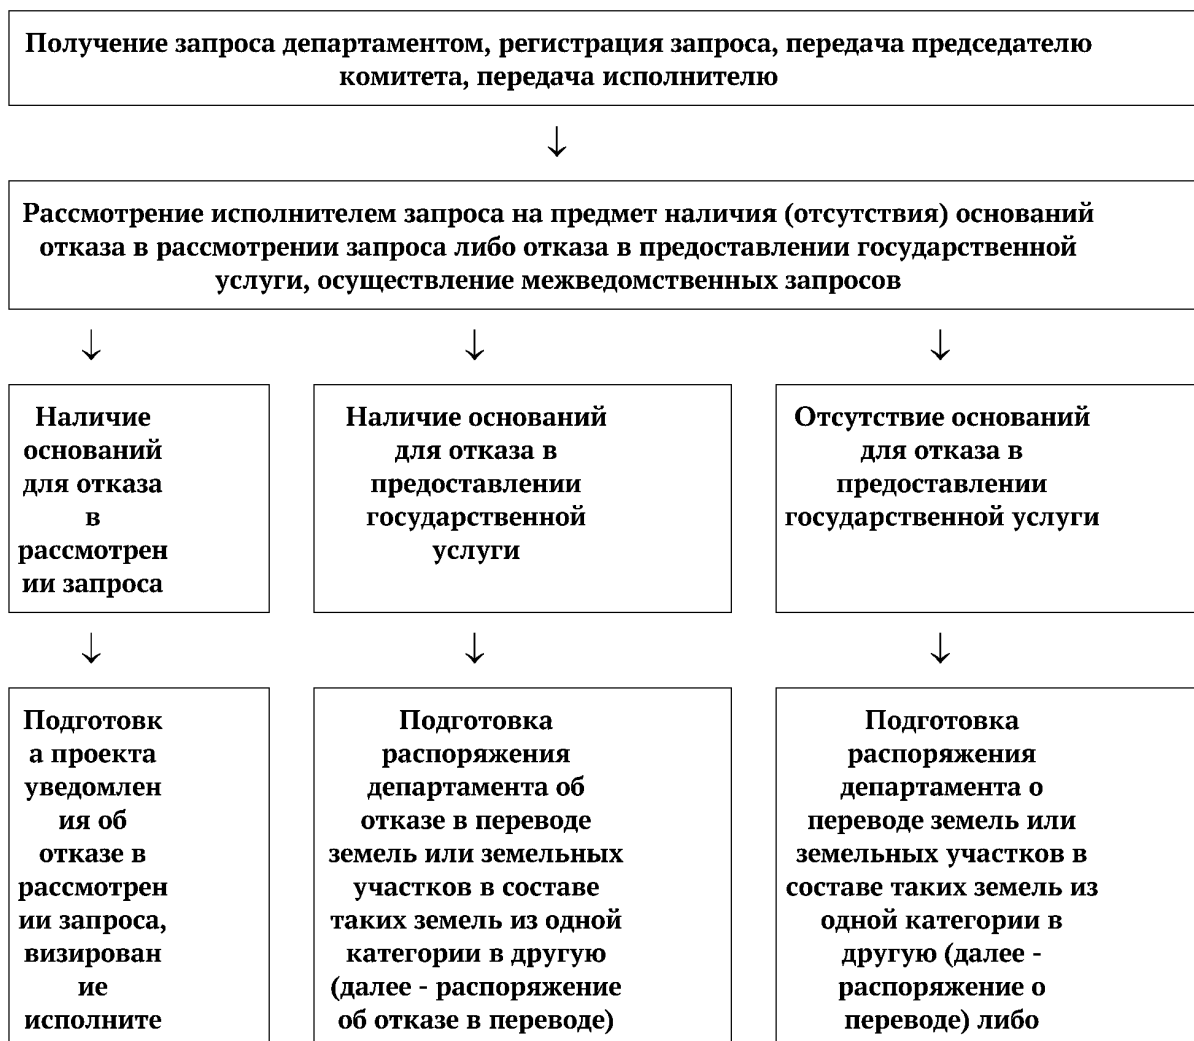 Получение запроса департаментом, регистрация запроса, передача председателю
комитета, передача исполнителю
↓
Рассмотрение исполнителем запроса на предмет наличия (отсутствия) оснований
отказа в рассмотрении запроса либо отказа в предоставлении государственной
услуги, осуществление межведомственных запросов
↓ ↓ ↓
Наличие
оснований
для отказа
в
рассмотрен
ии запроса
Наличие оснований
для отказа в
предоставлении
государственной
услуги
Отсутствие оснований
для отказа в
предоставлении
государственной услуги
↓ ↓ ↓
Подготовк
а проекта
уведомлен
ия об
отказе в
рассмотрен
ии запроса,
визирован
ие
исполните
Подготовка
распоряжения
департамента об
отказе в переводе
земель или земельных
участков в составе
таких земель из одной
категории в другую
(далее - распоряжение
об отказе в переводе)
Подготовка
распоряжения
департамента о
переводе земель или
земельных участков в
составе таких земель из
одной категории в
другую (далее -
распоряжение о
переводе) либо